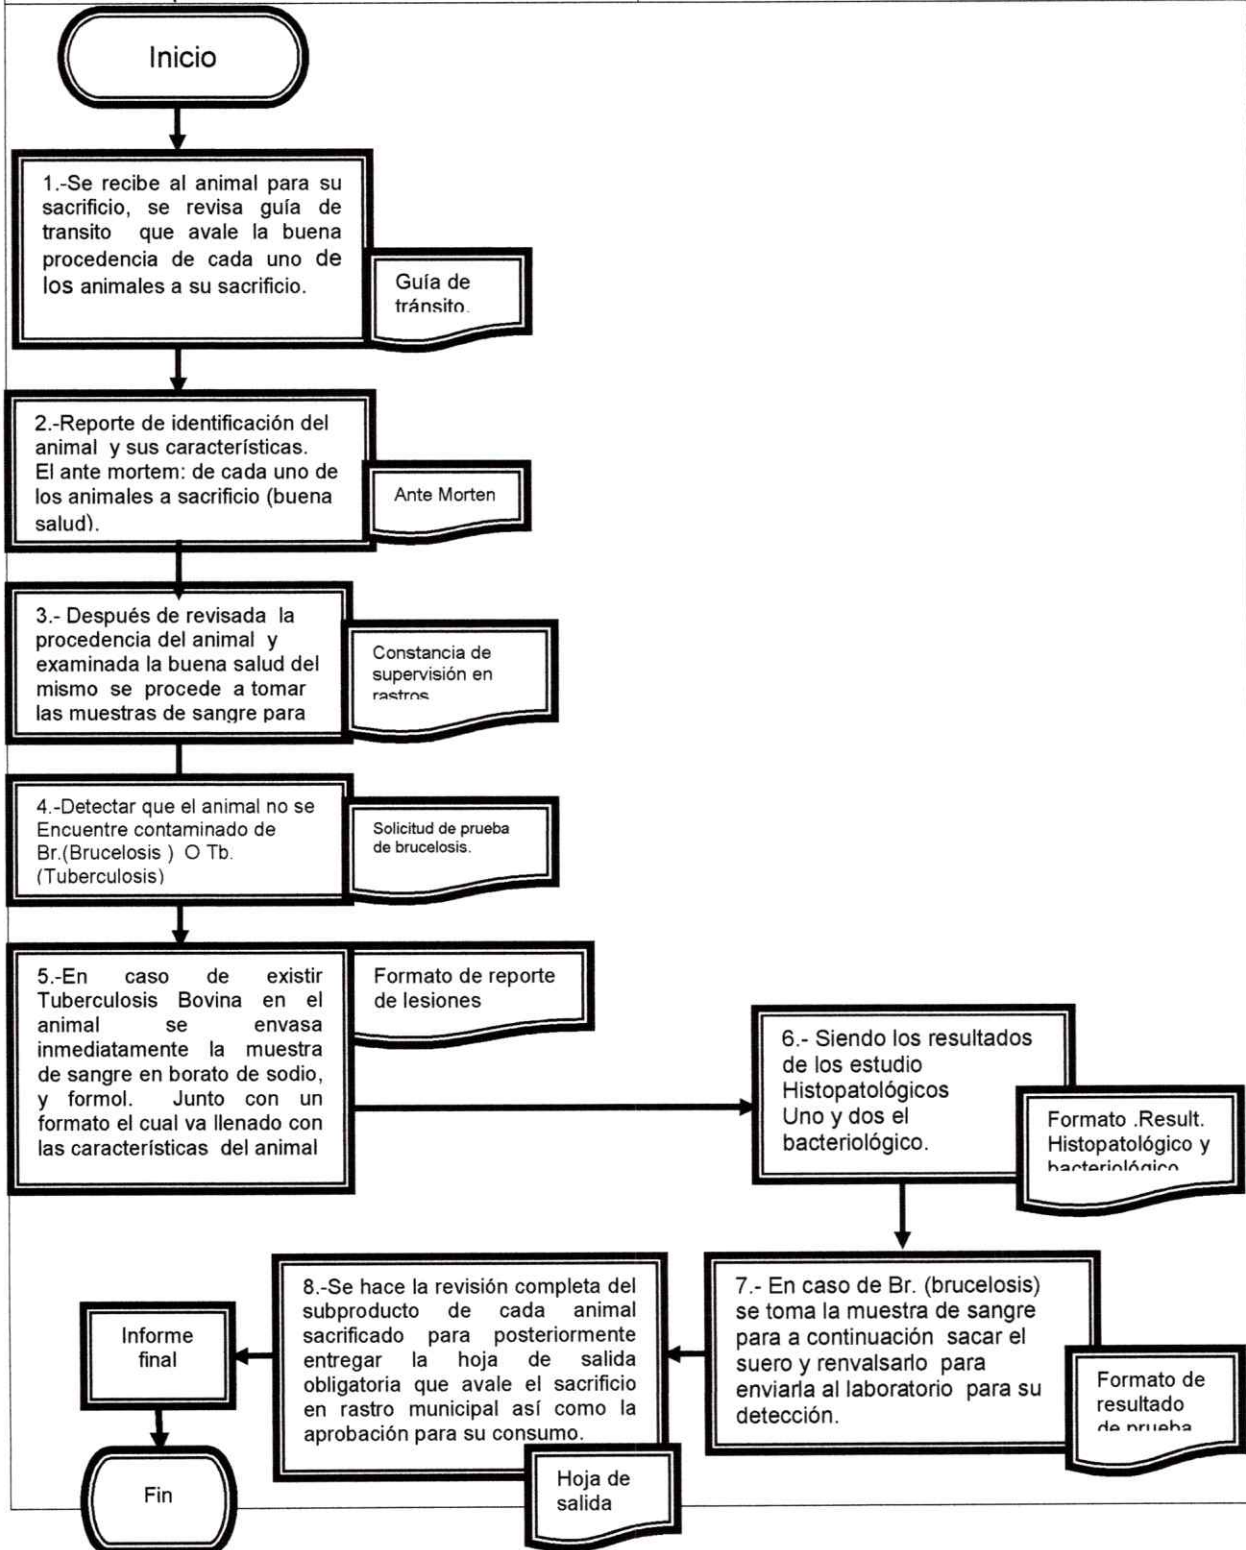 Inicio
1.-Se recibe al animal para su
sacrificio, se revisa guía de
transito que avale la buena
procedencia de cada uno de
los animales a su sacrificio.
Guía de
tránsito.
2.-Reporte de identificación del
animal y sus características.
El ante mortem: de cada uno de
los animales a sacrificio (buena
salud).
Ante Morten
3.- Después de revisada la
procedencia del animal y
examinada la buena salud del
mismo se procede a tomar
las muestras de sangre para
Constancia de
supervisión en
rastros
4.-Detectar que el animal no se
Encuentre contaminado de
Br.(Brucelosis ) O Tb.
(Tuberculosis)
Solicitud de prueba
de brucelosis.
5.-En caso de existir
Tuberculosis Bovina en el
animal se envasa
inmediatamente la muestra
de sangre en borato de sodio,
y formol. Junto con un
formato el cual va llenado con
las características del animal
Formato de reporte
de lesiones
6.- Siendo los resultados
de los estudio
Histopatológicos
Uno y dos el
bacteriológico.
Formato .Result.
Histopatológico y
bacteriológico
7.- En caso de Br. (brucelosis)
se toma la muestra de sangre
para a continuación sacar el
suero y renvalsarlo para
enviarla al laboratorio para su
detección.
Formato de
resultado
de prueba
8.-Se hace la revisión completa del
subproducto de cada animal
sacrificado para posteriormente
entregar la hoja de salida
obligatoria que avale el sacrificio
en rastro municipal así como la
aprobación para su consumo.
Hoja de
salida
Informe
final
Fin